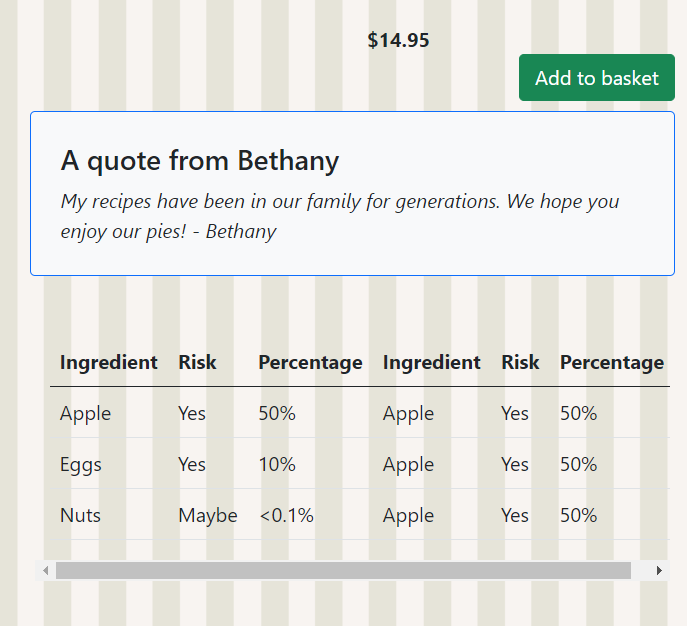 $14.95
Add to basket
A quote from Bethany
My recipes have been in our family for generations. We hope you
enjoy our pies! - Bethany
Ingredient Risk Percentage Ingredient Risk Percentage
Apple Yes 50% Apple Yes 50%
Eggs Yes 10% Apple Yes 50%
Nuts Maybe <0.1% Apple Yes 50%